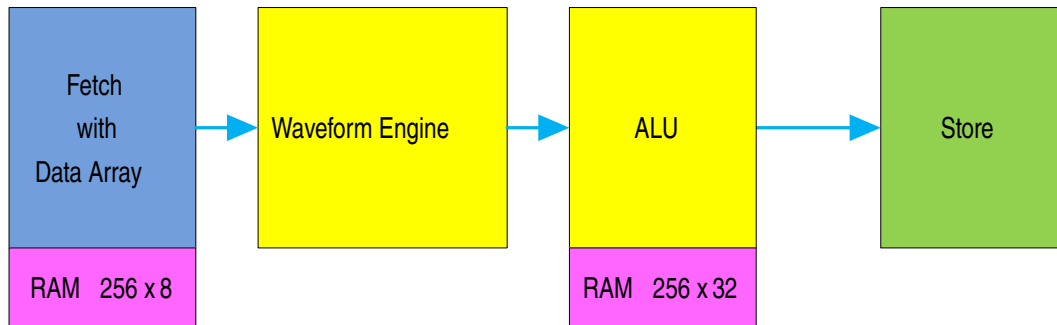 Fetch
with
Data Array
Waveform Engine
ALU
Store
RAM 256 x 8
RAM 256 x 32